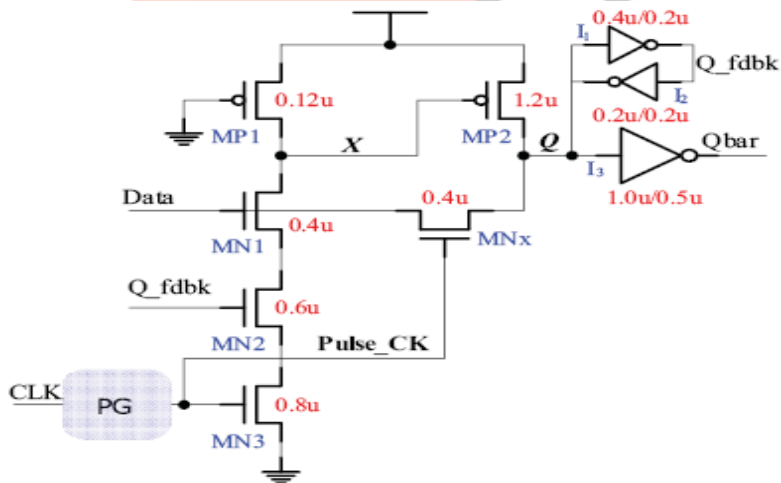 0.4u/0.2u
I1
Q_fdbk
I2
0.12u
1.2u
0.2u/0.2u
MP1
X
MP2
Q
Qbar
I3
Data
0.4u
0.4u
1.0u/0.5u
MN1
MNx
Q_fdbk
0.6u
MN2
Pulse_CK
CLK
PG
0.8u
MN3